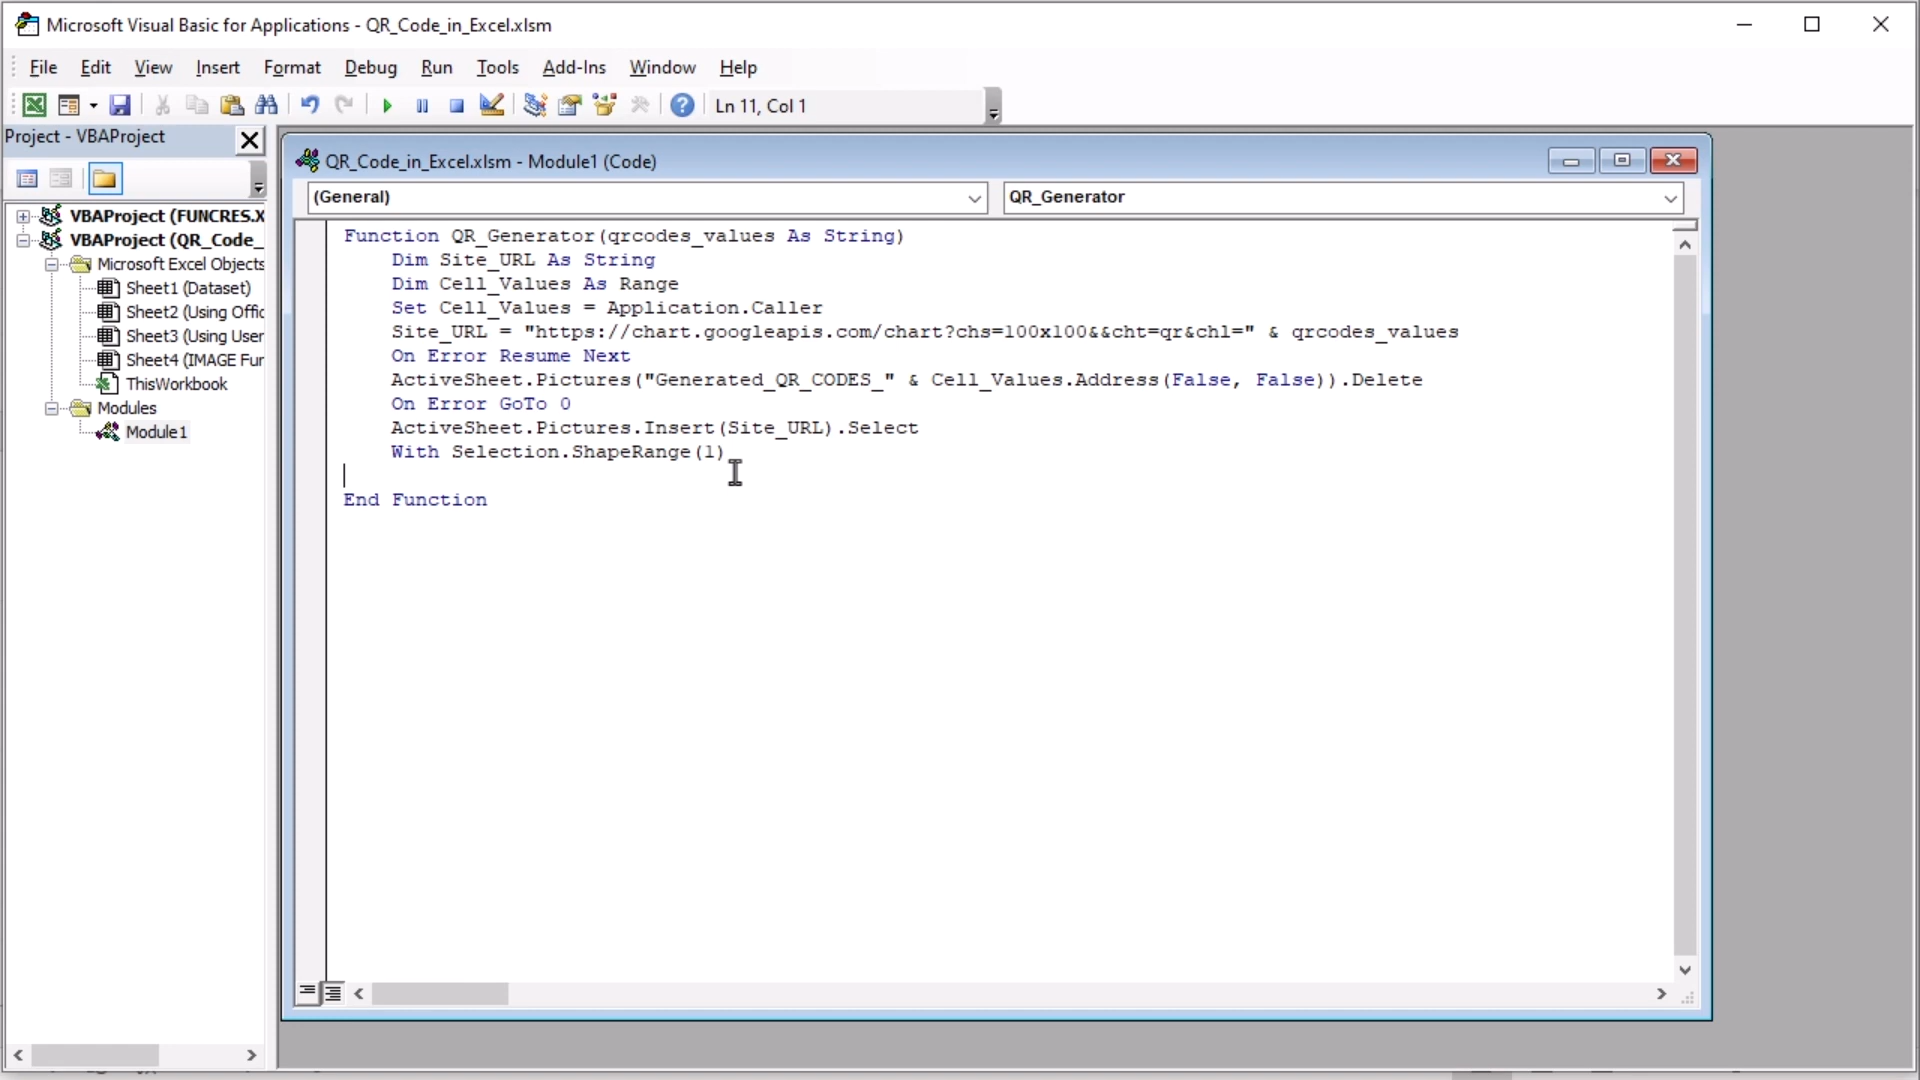 Microsoft Visual Basic for Applications - QR_Code_in_Excel.xlsm
File Edit View Insert Format Debug Run Tools Add-Ins Window Help
Ln 11, Col 1
Project - VBAProject
VBAProject (FUNCRES.X
VBAProject (QR_Code_
Microsoft Excel Objects
Sheet1 (Dataset)
Sheet2 (Using Offic
Sheet3 (Using User
Sheet4 (IMAGE Fur
ThisWorkbook
Modules
Module1
QR_Code_in_Excel.xlsm - Module1 (Code)
(General)
QR_Generator
Function QR_Generator(qrcodes_values As String)
Dim Site_URL As String
Dim Cell_Values As Range
Set Cell_Values = Application.Caller
Site_URL = "https://chart.googleapis.com/chart?chs=100x100&&cht=qr&chl=" & qrcodes_values
On Error Resume Next
ActiveSheet.Pictures("Generated_QR_CODES_" & Cell_Values.Address(False, False)).Delete
On Error GoTo 0
ActiveSheet.Pictures.Insert(Site_URL).Select
With Selection.ShapeRange(1)
End Function